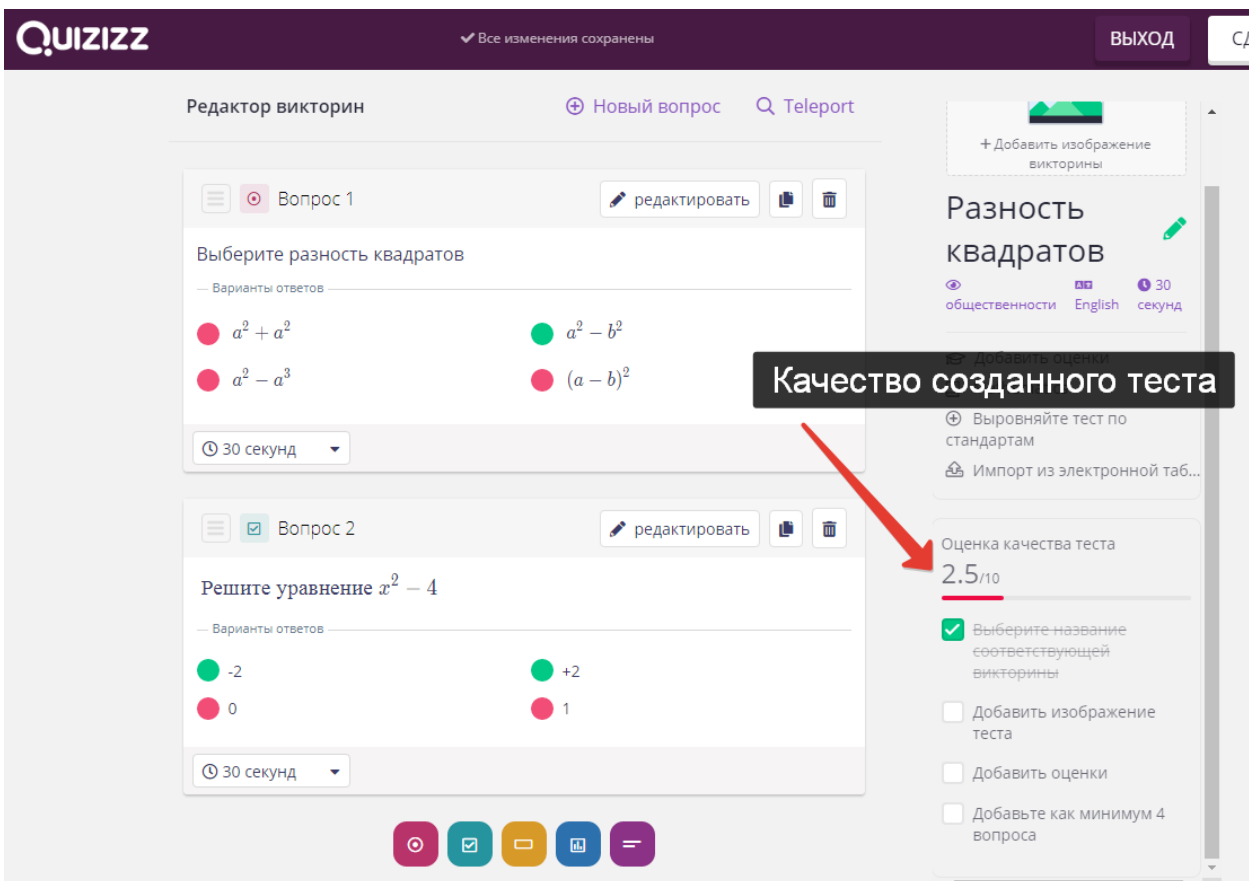 QUIZIZZ
Все изменения сохранены
ВЫХОД
СД
Редактор викторин
Новый вопрос
Teleport
Вопрос 1
редактировать
Выберите разность квадратов
Варианты ответов
a² + a²
a² − b²
a² − a³
(a − b)²
30 секунд
Вопрос 2
редактировать
Решите уравнение x² − 4
Варианты ответов
-2
+2
0
1
30 секунд
+ Добавить изображение
викторины
Разность
квадратов
общественности
English
30
секунд
Добавить оценки
Качество созданного теста
Выровняйте тест по
стандартам
Импорт из электронной таб...
Оценка качества теста
2.5/10
Выберите название
соответствующей
викторины
Добавить изображение
теста
Добавить оценки
Добавьте как минимум 4
вопроса